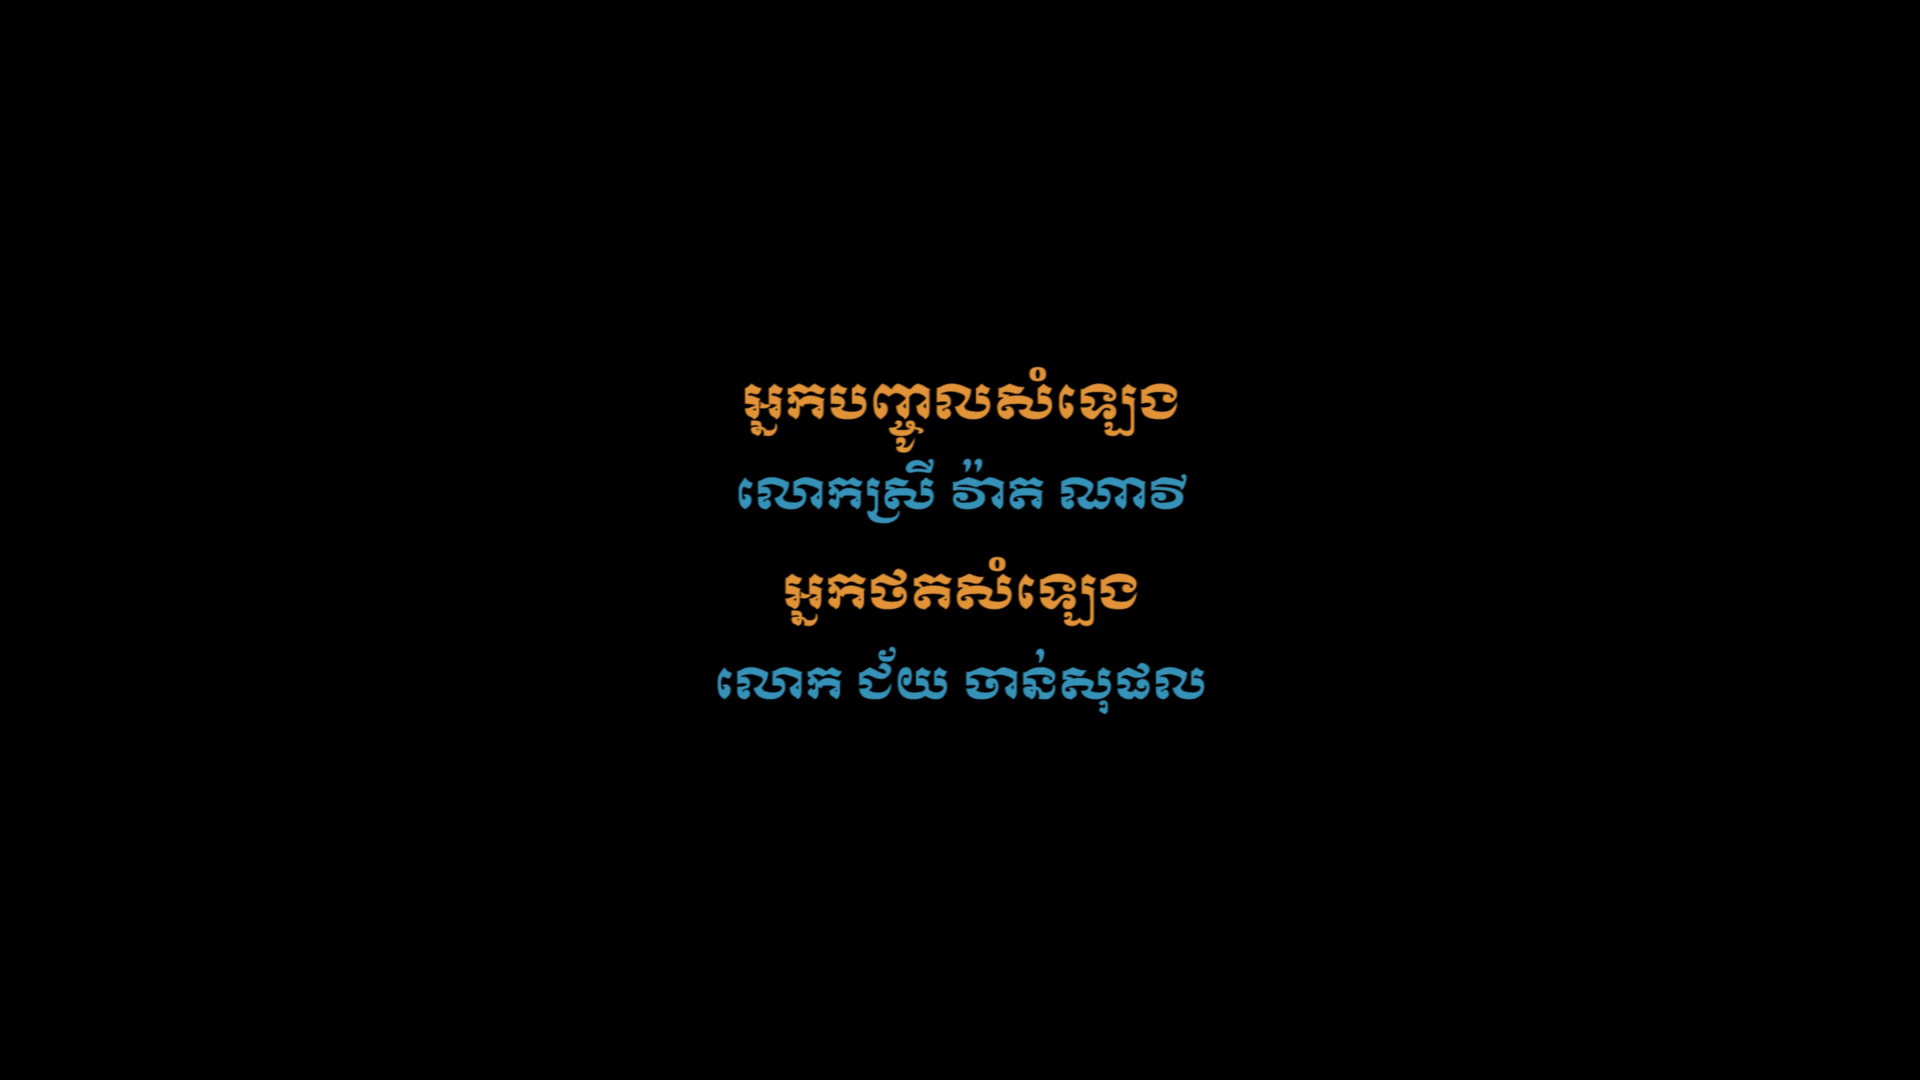 អ្នកបញ្ចូលសំឡេង
លោកស្រី វ៉ាត ណាវី
អ្នកថតសំឡេង
លោក ជ័យ ចាន់សុផល